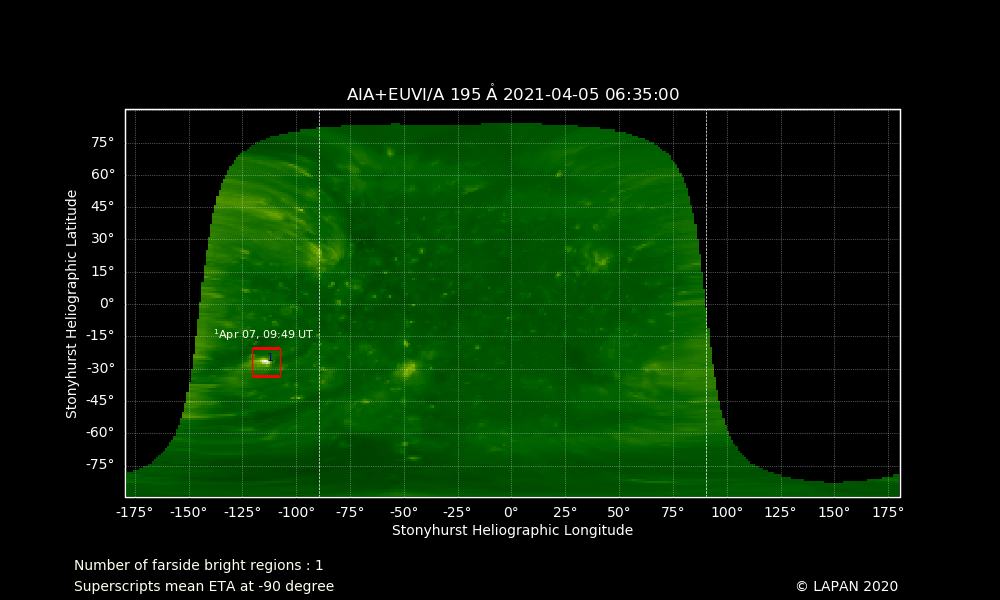 AIA+EUVI/A 195 Å 2021-04-05 06:35:00
75°
60°
45°
30°
15°
0°
-15°
-30°
-45°
-60°
-75°
Stonyhurst Heliographic Latitude
¹Apr 07, 09:49 UT
1
-175° -150° -125° -100° -75° -50° -25° 0° 25° 50° 75° 100° 125° 150° 175°
Stonyhurst Heliographic Longitude
Number of farside bright regions : 1
Superscripts mean ETA at -90 degree
© LAPAN 2020